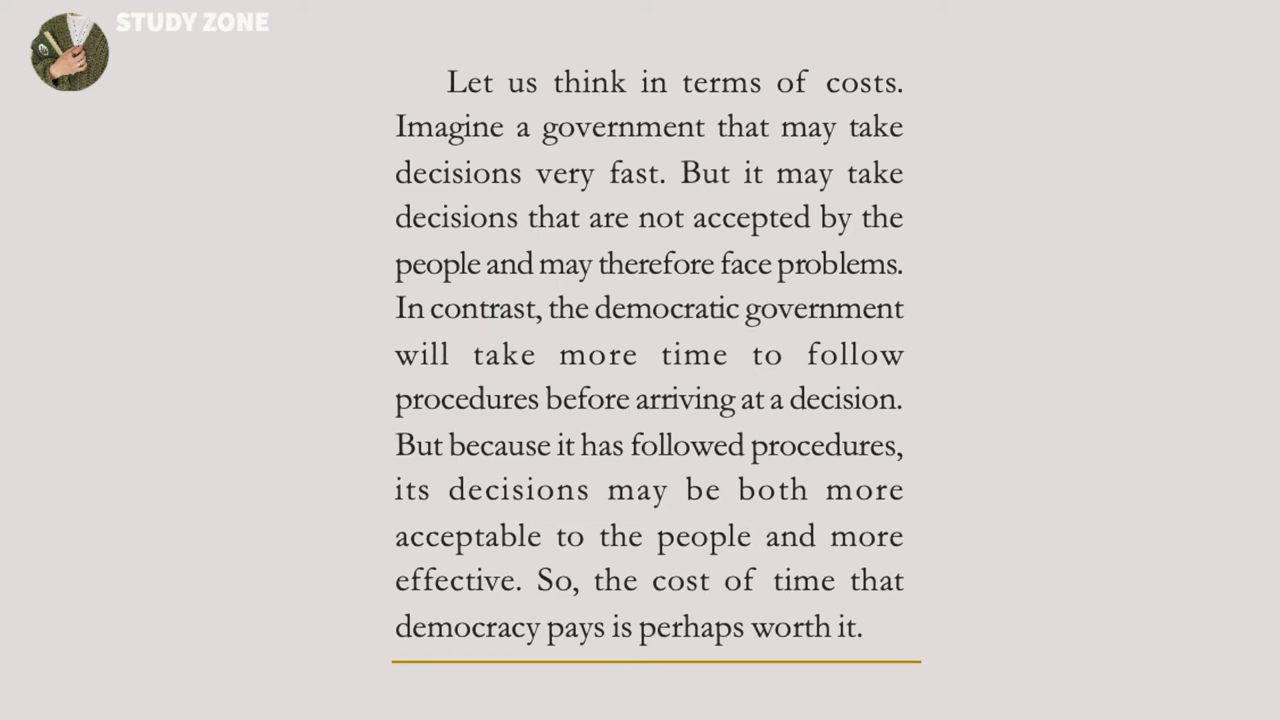 STUDY ZONE
Let us think in terms of costs.
Imagine a government that may take
decisions very fast. But it may take
decisions that are not accepted by the
people and may therefore face problems.
In contrast, the democratic government
will take more time to follow
procedures before arriving at a decision.
But because it has followed procedures,
its decisions may be both more
acceptable to the people and more
effective. So, the cost of time that
democracy pays is perhaps worth it.